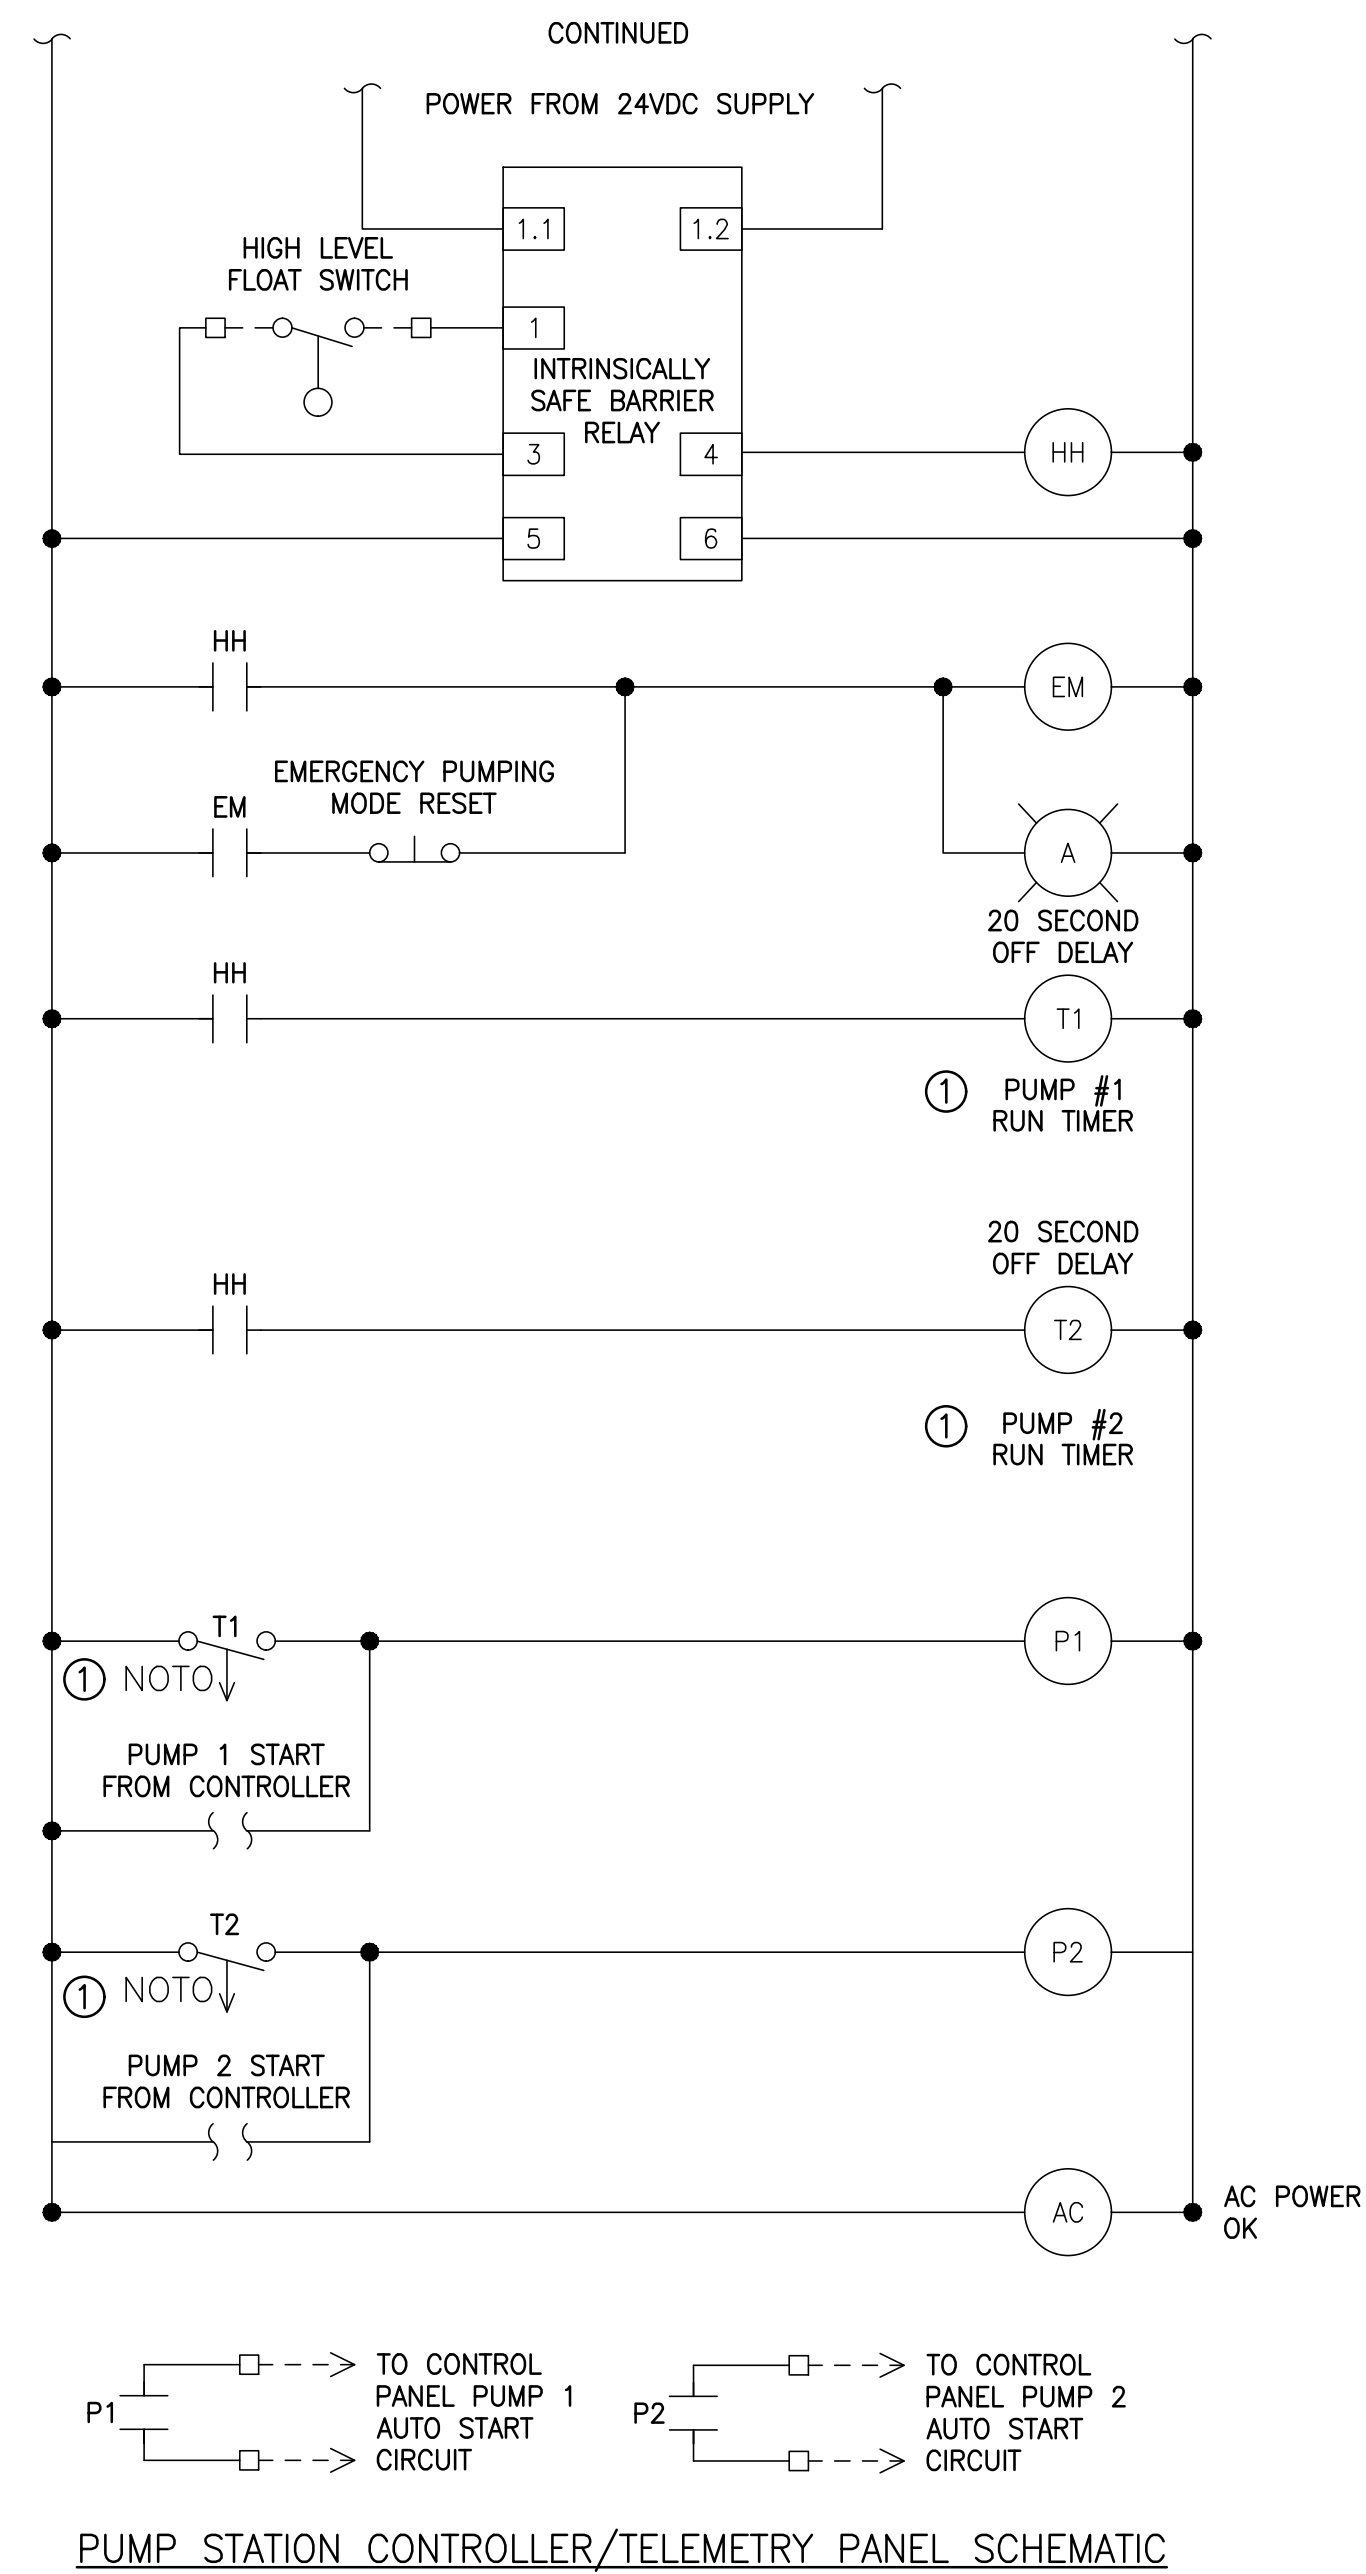 CONTINUED
POWER FROM 24VDC SUPPLY
1.1
1.2
HIGH LEVEL
FLOAT SWITCH
1
INTRINSICALLY
SAFE BARRIER
RELAY
3
4
HH
5
6
HH
EM
EMERGENCY PUMPING
MODE RESET
EM
A
20 SECOND
OFF DELAY
HH
T1
1
PUMP #1
RUN TIMER
20 SECOND
OFF DELAY
HH
T2
1
PUMP #2
RUN TIMER
T1
P1
1
NOTO
PUMP 1 START
FROM CONTROLLER
T2
P2
1
NOTO
PUMP 2 START
FROM CONTROLLER
AC
AC POWER
OK
P1
TO CONTROL
PANEL PUMP 1
AUTO START
CIRCUIT
P2
TO CONTROL
PANEL PUMP 2
AUTO START
CIRCUIT
PUMP STATION CONTROLLER/TELEMETRY PANEL SCHEMATIC